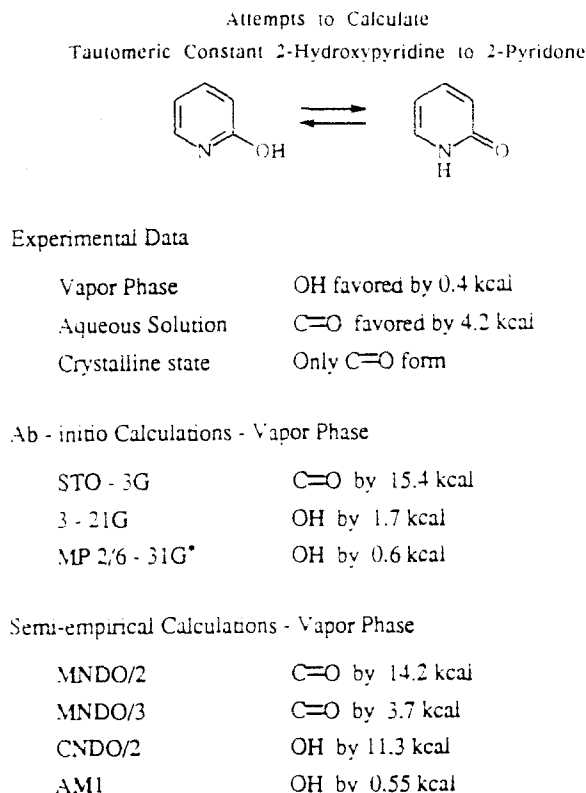 Attempts to Calculate
Tautomeric Constant 2-Hydroxypyridine to 2-Pyridone
N OH N O
H
Experimental Data
Vapor Phase OH favored by 0.4 kcal
Aqueous Solution C=O favored by 4.2 kcal
Crystalline state Only C=O form
Ab - initio Calculations - Vapor Phase
STO - 3G C=O by 15.4 kcal
3 - 21G OH by 1.7 kcal
MP 2/6 - 31G* OH by 0.6 kcal
Semi-empirical Calculations - Vapor Phase
MNDO/2 C=O by 14.2 kcal
MNDO/3 C=O by 3.7 kcal
CNDO/2 OH by 11.3 kcal
AM1 OH by 0.55 kcal